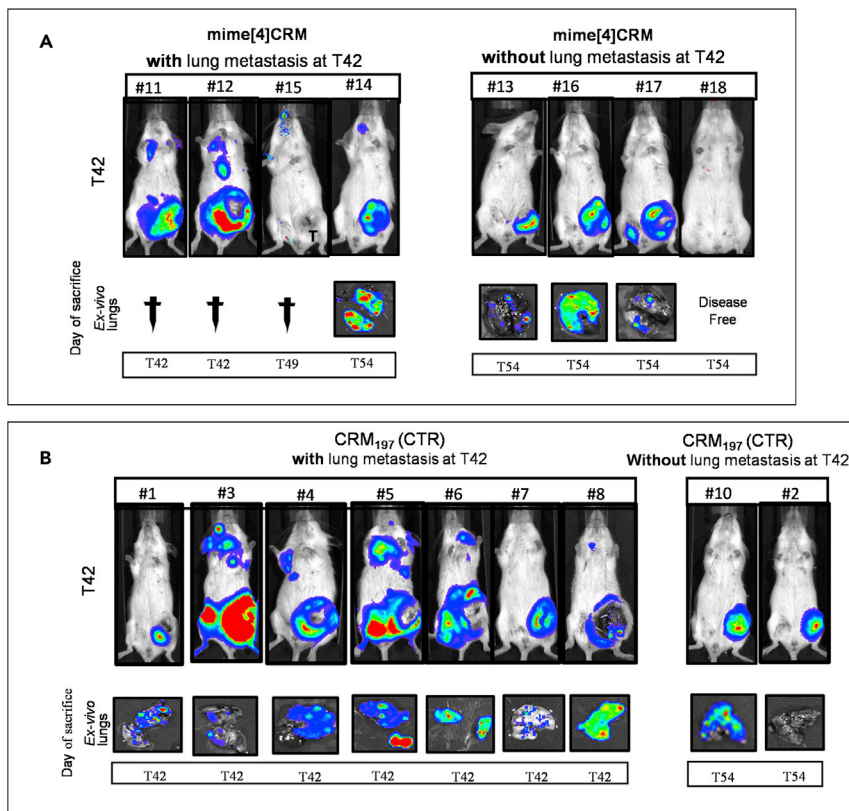 A
mime[4]CRM
with lung metastasis at T42
mime[4]CRM
without lung metastasis at T42
#11 #12 #15 #14
#13 #16 #17 #18
T42
T
Day of sacrifice
Ex-vivo
lungs
Disease
Free
T42 T42 T49 T54
T54 T54 T54 T54
B
CRM197 (CTR)
with lung metastasis at T42
CRM197 (CTR)
Without lung metastasis at T42
#1 #3 #4 #5 #6 #7 #8
#10 #2
T42
Day of sacrifice
Ex-vivo
lungs
T42 T42 T42 T42 T42 T42 T42
T54 T54